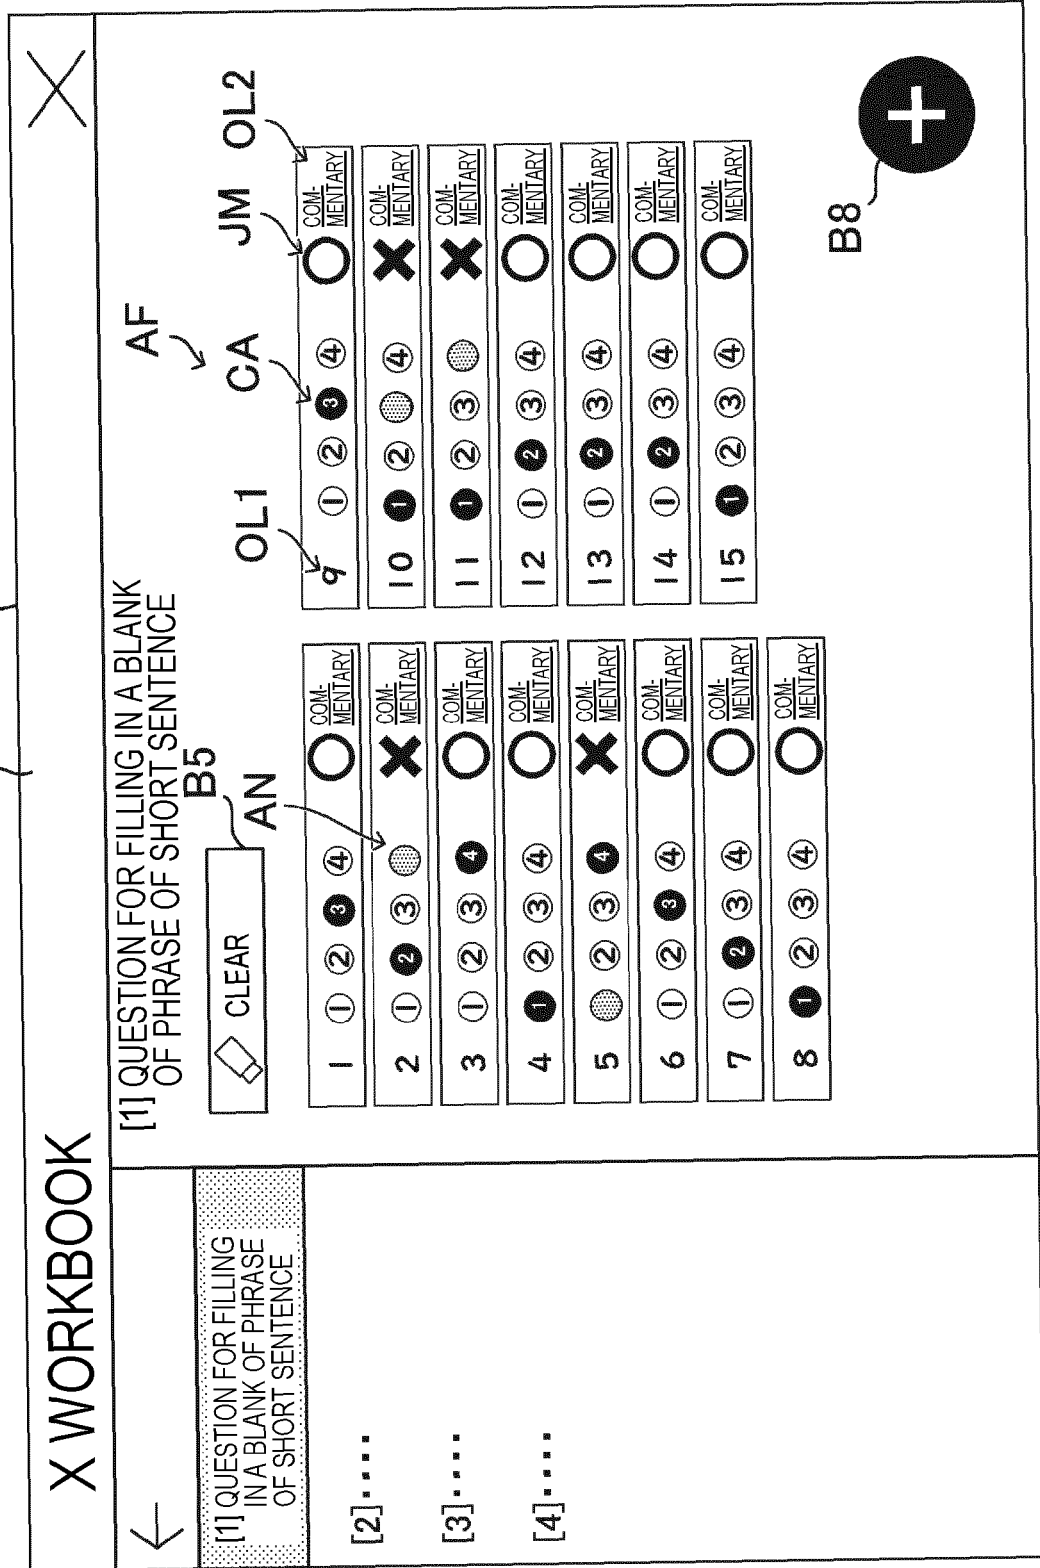 X WORKBOOK
←
[1] QUESTION FOR FILLING
IN A BLANK OF PHRASE
OF SHORT SENTENCE
[2]....
[3]....
[4]....
[1] QUESTION FOR FILLING IN A BLANK
OF PHRASE OF SHORT SENTENCE
AF
CLEAR
B5
AN
OL1
CA
JM
OL2
1 ① ② ❸ ④ COM-
MENTARY
2 ① ❷ ③ COM-
MENTARY
3 ① ② ③ ❹ COM-
MENTARY
4 ❶ ② ③ ④ COM-
MENTARY
5 ② ③ ❹ COM-
MENTARY
6 ① ② ❸ ④ COM-
MENTARY
7 ① ❷ ③ ④ COM-
MENTARY
8 ❶ ② ③ ④ COM-
MENTARY
9 ① ② ❸ ④ COM-
MENTARY
10 ❶ ② ④ COM-
MENTARY
11 ❶ ② ③ COM-
MENTARY
12 ① ❷ ③ ④ COM-
MENTARY
13 ① ❷ ③ ④ COM-
MENTARY
14 ① ❷ ③ ④ COM-
MENTARY
15 ❶ ② ③ ④ COM-
MENTARY
B8
+